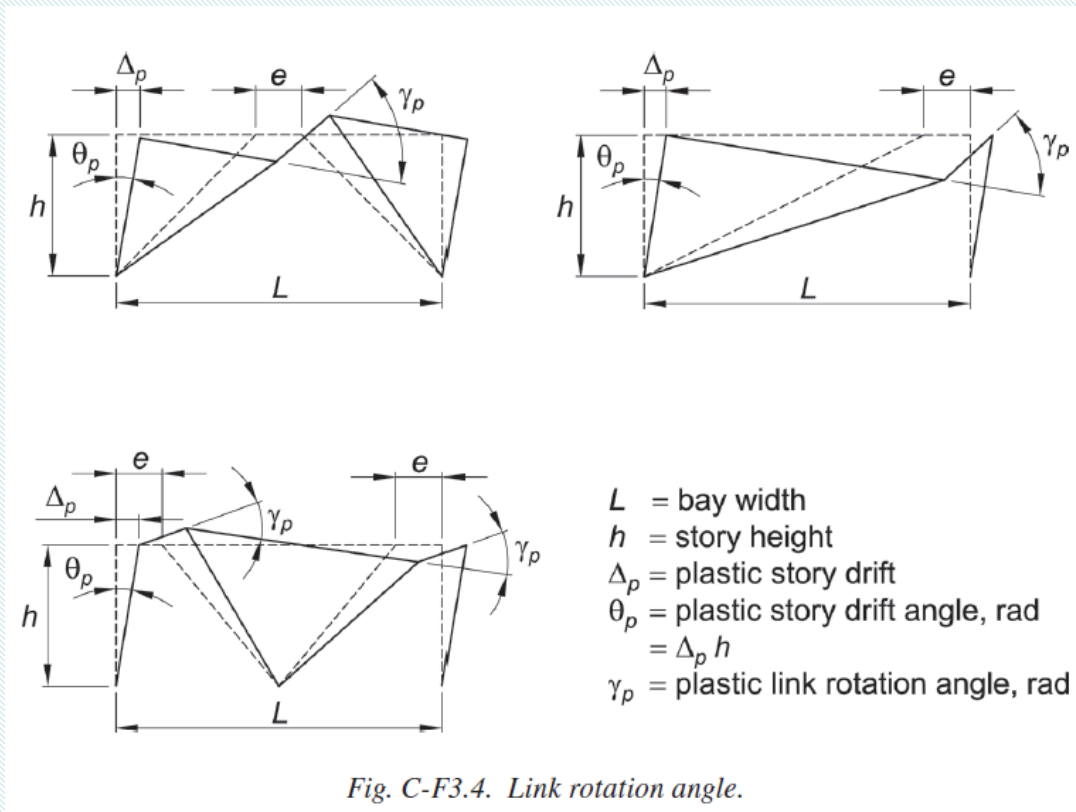 Δp e γp
θp
h
L
Δp e γp
θp
h
L
e e
Δp γp γp
θp
h
L
L = bay width
h = story height
Δp = plastic story drift
θp = plastic story drift angle, rad
= Δp h
γp = plastic link rotation angle, rad
Fig. C-F3.4. Link rotation angle.